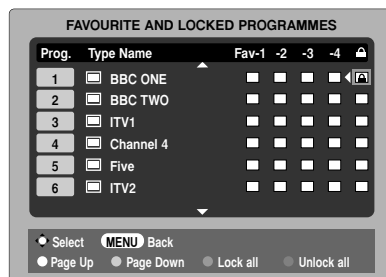 FAVOURITE AND LOCKED PROGRAMMES
Prog. Type Name Fav-1 -2 -3 -4
1 BBC ONE
2 BBC TWO
3 ITV1
4 Channel 4
5 Five
6 ITV2
Select MENU Back
Page Up Page Down Lock all Unlock all